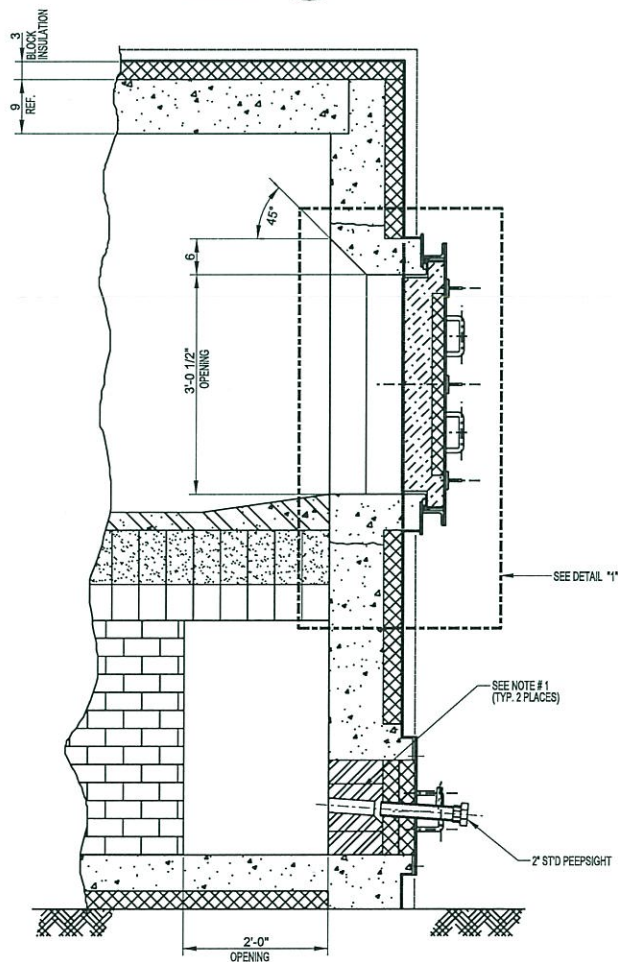 3
BLOCK
INSULATION
9
REF.
45°
6
3'-0 1/2"
OPENING
SEE DETAIL "1"
SEE NOTE # 1
(TYP. 2 PLACES)
2" ST'D PEEPSIGHT
2'-0"
OPENING